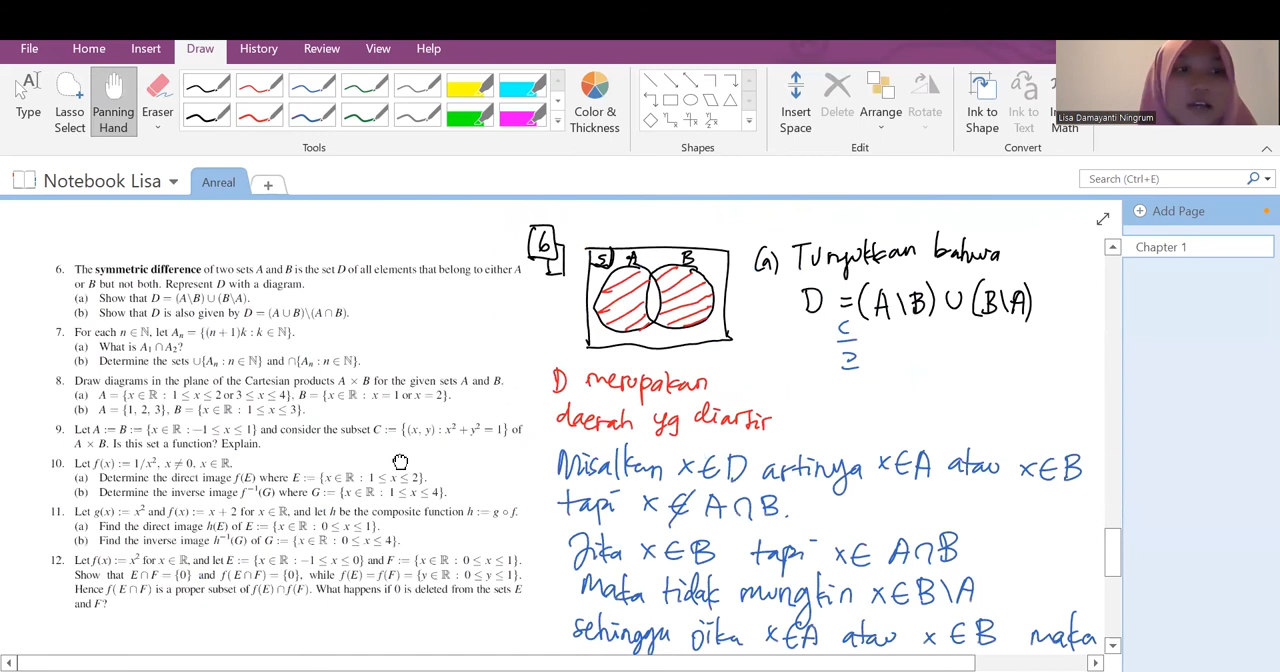 File Home Insert Draw History Review View Help
Type
Lasso Select
Panning Hand
Eraser
Color & Thickness
Insert Space
Delete
Arrange
Rotate
Ink to Shape
Ink to Text
Math
Tools
Shapes
Edit
Convert
Lisa Damayanti Ningrum
Notebook Lisa
Anreal
Search (Ctrl+E)
Add Page
Chapter 1
6. The symmetric difference of two sets A and B is the set D of all elements that belong to either A
or B but not both. Represent D with a diagram.
(a) Show that D = (A\B) ∪ (B\A).
(b) Show that D is also given by D = (A ∪ B)\(A ∩ B).
7. For each n ∈ ℕ, let Aₙ = {(n + 1)k : k ∈ ℕ}.
(a) What is A₁ ∩ A₂?
(b) Determine the sets ∪{Aₙ : n ∈ ℕ} and ∩{Aₙ : n ∈ ℕ}.
8. Draw diagrams in the plane of the Cartesian products A × B for the given sets A and B.
(a) A = {x ∈ ℝ : 1 ≤ x ≤ 2 or 3 ≤ x ≤ 4}, B = {x ∈ ℝ : x = 1 or x = 2}.
(b) A = {1, 2, 3}, B = {x ∈ ℝ : 1 ≤ x ≤ 3}.
9. Let A := B := {x ∈ ℝ : −1 ≤ x ≤ 1} and consider the subset C := {(x, y) : x² + y² = 1} of
A × B. Is this set a function? Explain.
10. Let f(x) := 1/x², x ≠ 0, x ∈ ℝ.
(a) Determine the direct image f(E) where E := {x ∈ ℝ : 1 ≤ x ≤ 2}.
(b) Determine the inverse image f⁻¹(G) where G := {x ∈ ℝ : 1 ≤ x ≤ 4}.
11. Let g(x) := x² and f(x) := x + 2 for x ∈ ℝ, and let h be the composite function h := g ∘ f.
(a) Find the direct image h(E) of E := {x ∈ ℝ : 0 ≤ x ≤ 1}.
(b) Find the inverse image h⁻¹(G) of G := {x ∈ ℝ : 0 ≤ x ≤ 4}.
12. Let f(x) := x² for x ∈ ℝ, and let E := {x ∈ ℝ : −1 ≤ x ≤ 0} and F := {x ∈ ℝ : 0 ≤ x ≤ 1}.
Show that E ∩ F = {0} and f(E ∩ F) = {0}, while f(E) = f(F) = {y ∈ ℝ : 0 ≤ y ≤ 1}.
Hence f(E ∩ F) is a proper subset of f(E) ∩ f(F). What happens if 0 is deleted from the sets E
and F?
6
S A B
(a) Tunjukkan bahwa
D = (A\B) ∪ (B\A)
D merupakan
daerah yg diarsir
Misalkan x ∈ D artinya x ∈ A atau x ∈ B
tapi x ∉ A ∩ B.
Jika x ∈ B tapi x ∈ A ∩ B
Maka tidak mungkin x ∈ B\A
sehingga jika x ∈ A atau x ∈ B maka